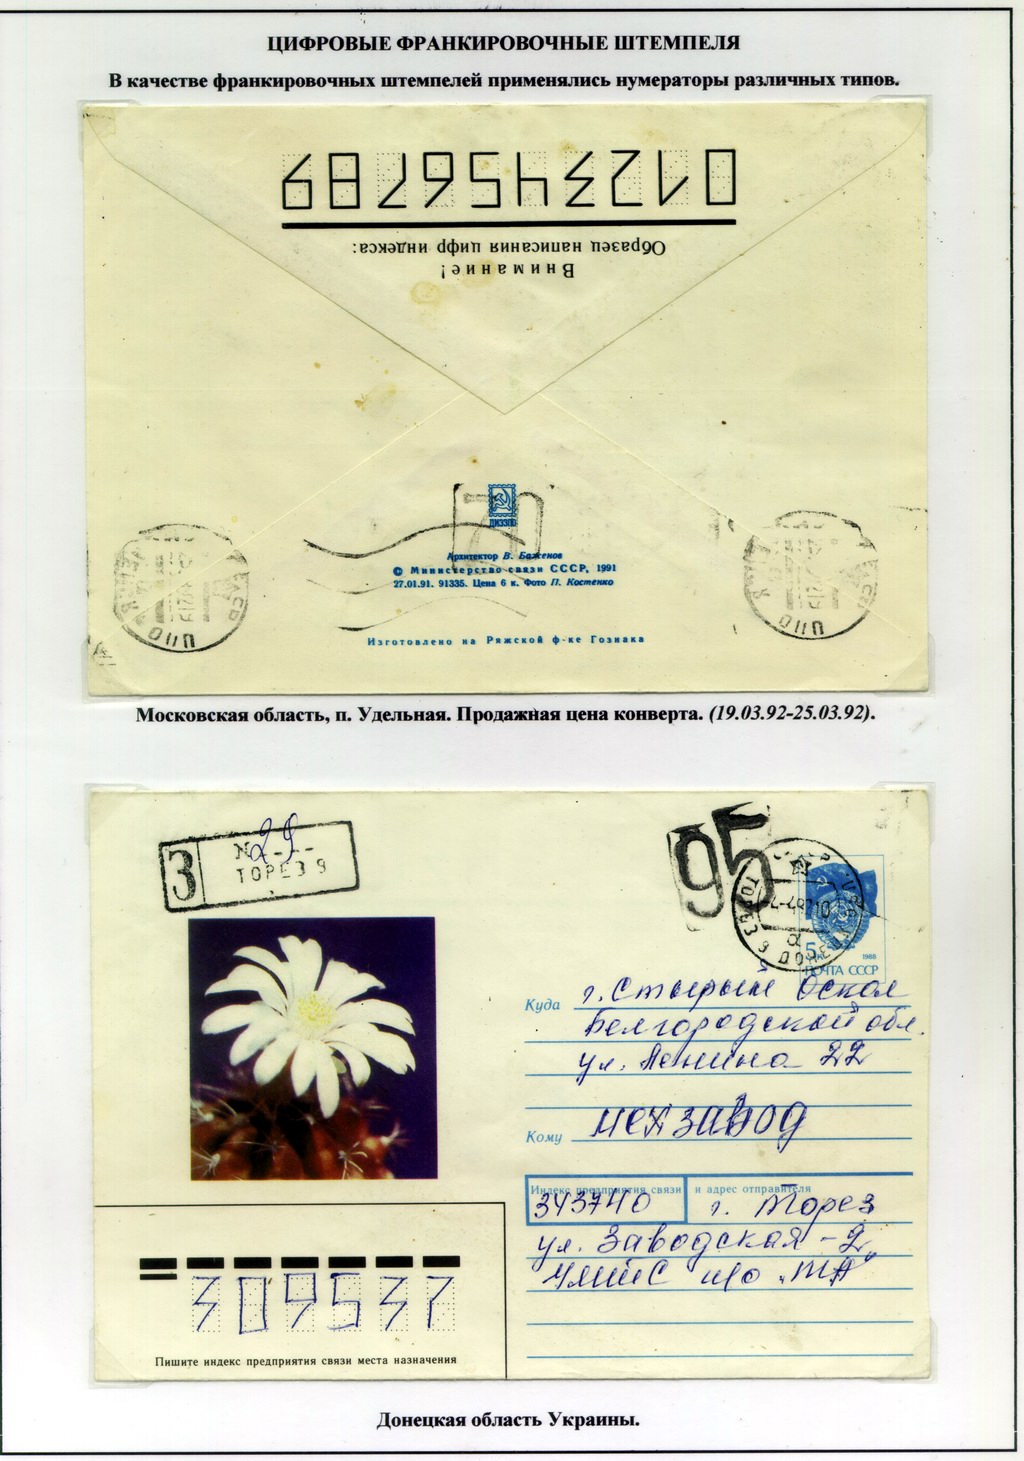 ЦИФРОВЫЕ ФРАНКИРОВОЧНЫЕ ШТЕМПЕЛЯ
В качестве франкировочных штемпелей применялись нумераторы различных типов.
0123456789
Образец написания цифр индекса:
Внимание!
Архитектор В. Баженов
© Министерство связи СССР, 1991
27.01.91. 91335. Цена 6 к. Фото П. Костенко
Изготовлено на Ряжской ф-ке Гознака
Московская область, п. Удельная. Продажная цена конверта. (19.03.92-25.03.92).
З
№ 29
ТОРЕЗ 9
95
5
1988
ПОЧТА СССР
Куда г. Старый Оскол
Белгородской обл.
ул. Ленина 22
Кому мехзавод
Индекс предприятия связи и адрес отправителя
343740 г. Торез
ул. Заводская - 2
309537
Пишите индекс предприятия связи места назначения
Донецкая область Украины.